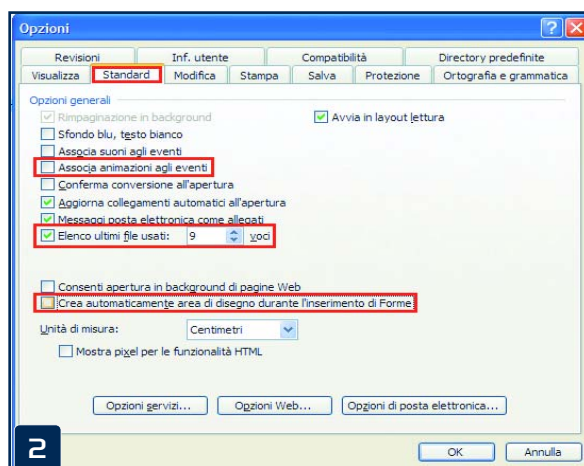 Opzioni
Revisioni Inf. utente Compatibilità Directory predefinite
Visualizza Standard Modifica Stampa Salva Protezione Ortografia e grammatica
Opzioni generali
Rimpaginazione in background Avvia in layout lettura
Sfondo blu, testo bianco
Associa suoni agli eventi
Associa animazioni agli eventi
Conferma conversione all'apertura
Aggiorna collegamenti automatici all'apertura
Messaggi posta elettronica come allegati
Elenco ultimi file usati: 9 voci
Consenti apertura in background di pagine Web
Crea automaticamente area di disegno durante l'inserimento di Forme
Unità di misura: Centimetri
Mostra pixel per le funzionalità HTML
Opzioni servizi... Opzioni Web... Opzioni di posta elettronica...
2
OK Annulla